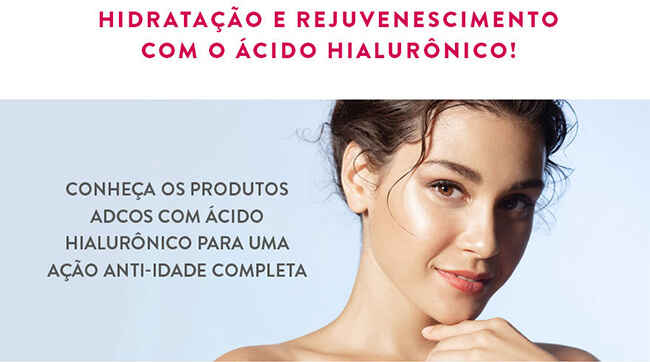 HIDRATAÇÃO E REJUVENESCIMENTO
COM O ÁCIDO HIALURÔNICO!
CONHEÇA OS PRODUTOS
ADCOS COM ÁCIDO
HIALURÔNICO PARA UMA
AÇÃO ANTI-IDADE COMPLETA